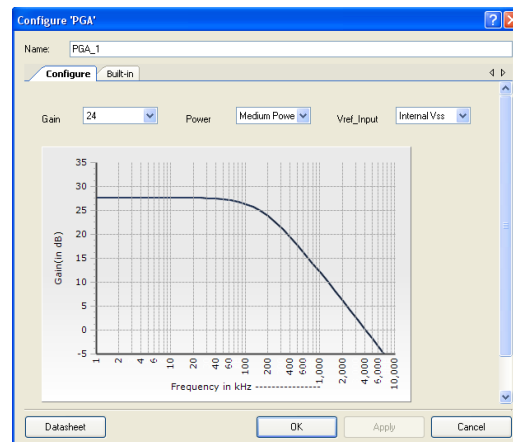 Configure 'PGA'
Name: PGA_1
Configure Built-in
Gain 24 Power Medium Powe Vref_Input Internal Vss
35
30
25
20
15
10
5
0
-5
Gain(in dB)
1 2 4 6 10 20 40 60 100 200 400 600 1,000 2,000 4,000 6,000 10,000
Frequency in kHz ----------------
Datasheet OK Apply Cancel